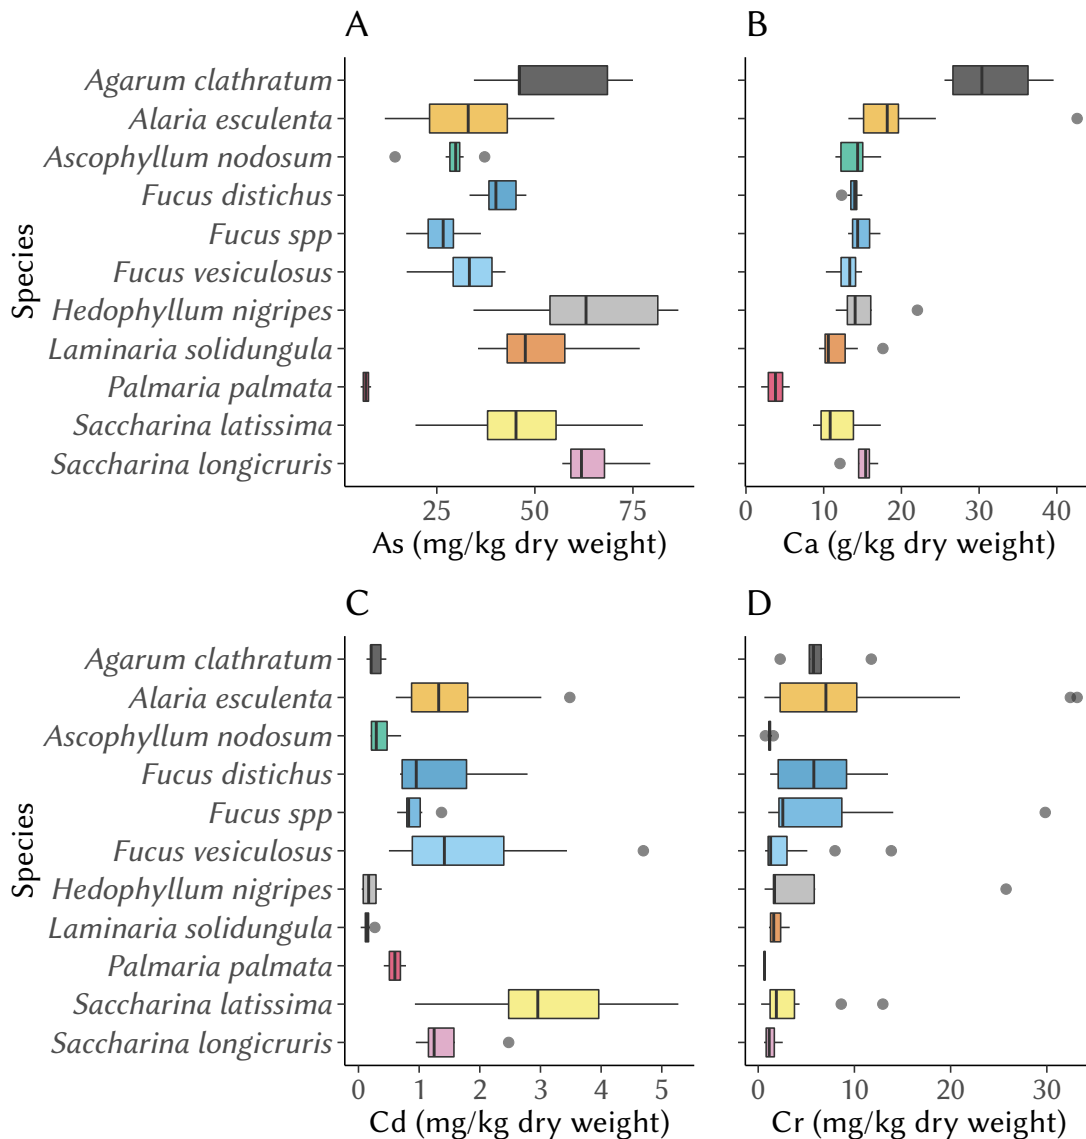 A
B
Species
Agarum clathratum
Alaria esculenta
Ascophyllum nodosum
Fucus distichus
Fucus spp
Fucus vesiculosus
Hedophyllum nigripes
Laminaria solidungula
Palmaria palmata
Saccharina latissima
Saccharina longicruris
25 50 75
0 10 20 30 40
As (mg/kg dry weight)
Ca (g/kg dry weight)
C
D
Species
Agarum clathratum
Alaria esculenta
Ascophyllum nodosum
Fucus distichus
Fucus spp
Fucus vesiculosus
Hedophyllum nigripes
Laminaria solidungula
Palmaria palmata
Saccharina latissima
Saccharina longicruris
0 1 2 3 4 5
0 10 20 30
Cd (mg/kg dry weight)
Cr (mg/kg dry weight)